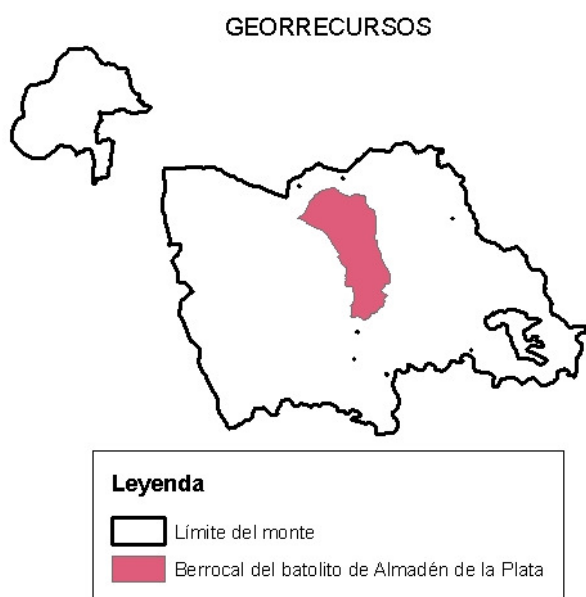 GEORRECURSOS
Leyenda
Límite del monte
Berrocal del batolito de Almadén de la Plata